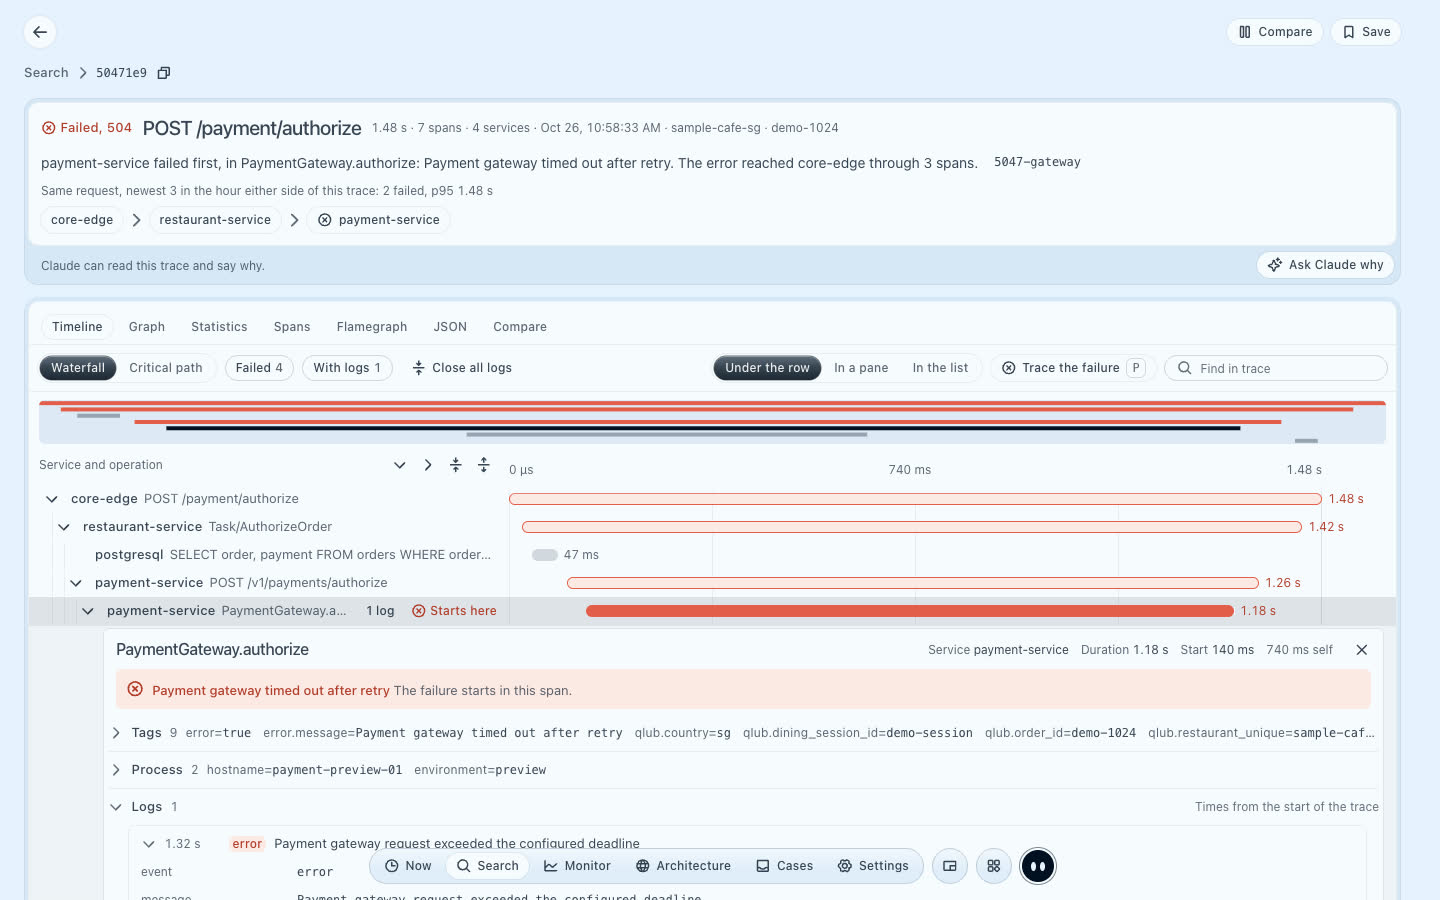 Compare
Save
Search
50471e9
Failed, 504 POST /payment/authorize 1.48 s · 7 spans · 4 services · Oct 26, 10:58:33 AM · sample-cafe-sg · demo-1024
payment-service failed first, in PaymentGateway.authorize: Payment gateway timed out after retry. The error reached core-edge through 3 spans. 5047-gateway
Same request, newest 3 in the hour either side of this trace: 2 failed, p95 1.48 s
core-edge restaurant-service payment-service
Claude can read this trace and say why.
Ask Claude why
Timeline Graph Statistics Spans Flamegraph JSON Compare
Waterfall Critical path Failed 4 With logs 1 Close all logs Under the row In a pane In the list Trace the failure P Find in trace
Service and operation 0 µs 740 ms 1.48 s
core-edge POST /payment/authorize 1.48 s
restaurant-service Task/AuthorizeOrder 1.42 s
postgresql SELECT order, payment FROM orders WHERE order... 47 ms
payment-service POST /v1/payments/authorize 1.26 s
payment-service PaymentGateway.a... 1 log Starts here 1.18 s
PaymentGateway.authorize Service payment-service Duration 1.18 s Start 140 ms 740 ms self
Payment gateway timed out after retry The failure starts in this span.
Tags 9 error=true error.message=Payment gateway timed out after retry qlub.country=sg qlub.dining_session_id=demo-session qlub.order_id=demo-1024 qlub.restaurant_unique=sample-caf...
Process 2 hostname=payment-preview-01 environment=preview
Logs 1 Times from the start of the trace
1.32 s error Payment gateway request exceeded the configured deadline
event error
message Payment gateway request exceeded the configured deadline
Now Search Monitor Architecture Cases Settings